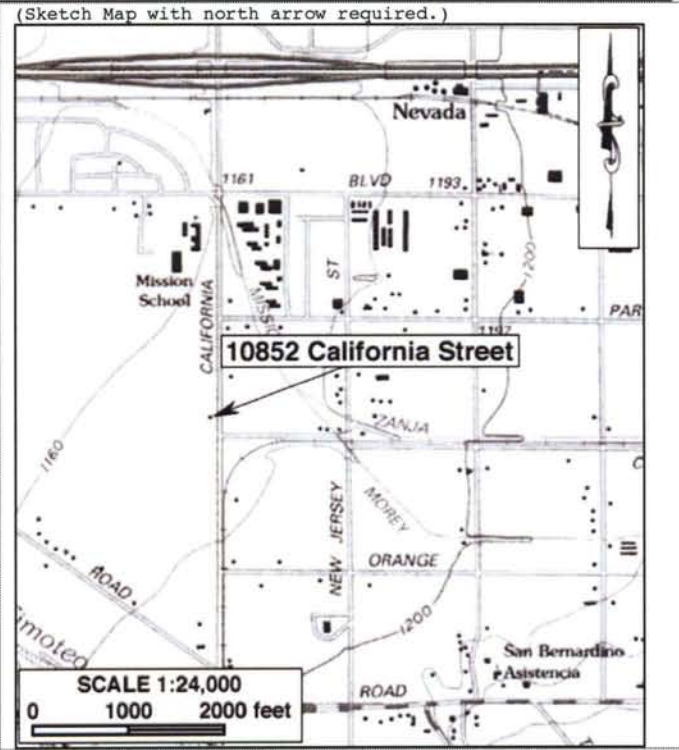 (Sketch Map with north arrow required.)
Nevada
1161
BLVD
1193
ST
1200
Mission
School
CALIFORNIA
PAR
1197
10852 California Street
ZANJA
1160
NEW JERSEY
MOREY
ROAD
ORANGE
1200
imoteo
San Bernardino
Asistencia
ROAD
SCALE 1:24,000
0 1000 2000 feet